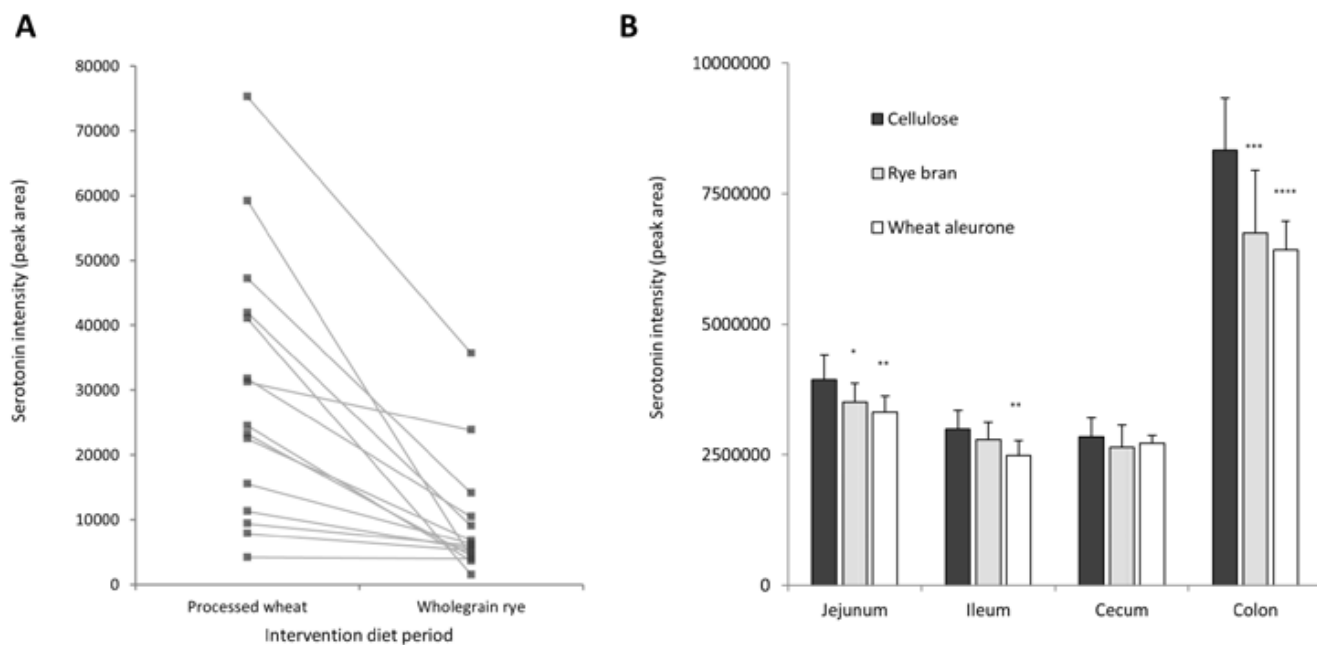 A
80000
70000
60000
50000
40000
30000
20000
10000
0
Serotonin intensity (peak area)
Processed wheat
Wholegrain rye
Intervention diet period
B
10000000
7500000
5000000
2500000
0
Serotonin intensity (peak area)
Cellulose
Rye bran
Wheat aleurone
*
**
**
***
****
Jejunum
Ileum
Cecum
Colon